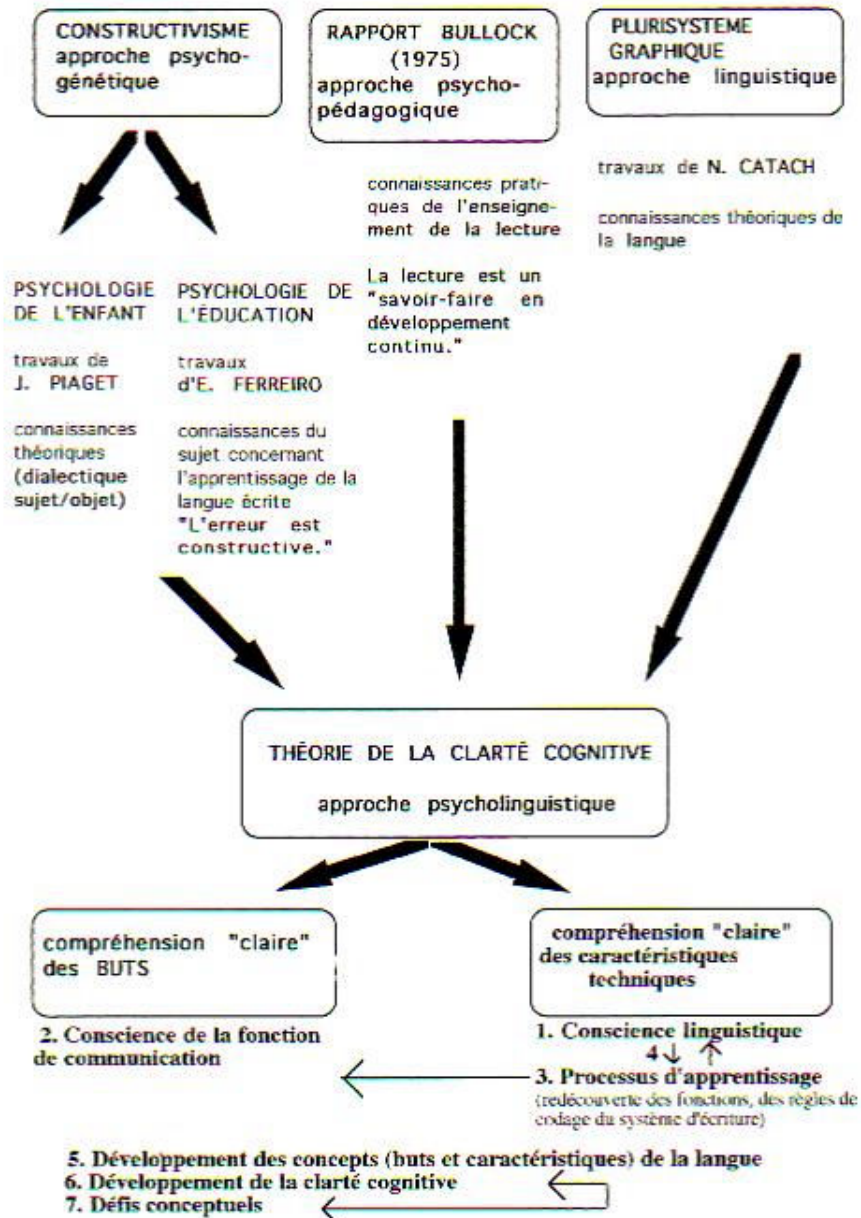 CONSTRUCTIVISME
approche psycho-
génétique
RAPPORT BULLOCK
(1975)
approche psycho-
pédagogique
PLURISYSTEME
GRAPHIQUE
approche linguistique
connaissances prati-
ques de l'enseigne-
ment de la lecture
La lecture est un
"savoir-faire en
développement
continu."
travaux de N. CATACH
connaissances théoriques de
la langue
PSYCHOLOGIE
DE L'ENFANT
travaux de
J. PIAGET
connaissances
théoriques
(dialectique
sujet/objet)
PSYCHOLOGIE DE
L'ÉDUCATION
travaux
d'E. FERREIRO
connaissances du
sujet concernant
l'apprentissage de la
langue écrite
"L'erreur est
constructive."
THÉORIE DE LA CLARTÉ COGNITIVE
approche psycholinguistique
compréhension "claire"
des BUTS
compréhension "claire"
des caractéristiques
techniques
2. Conscience de la fonction
de communication
1. Conscience linguistique
4
3. Processus d'apprentissage
(redécouverte des fonctions, des règles de
codage du système d'écriture)
5. Développement des concepts (buts et caractéristiques) de la langue
6. Développement de la clarté cognitive
7. Défis conceptuels